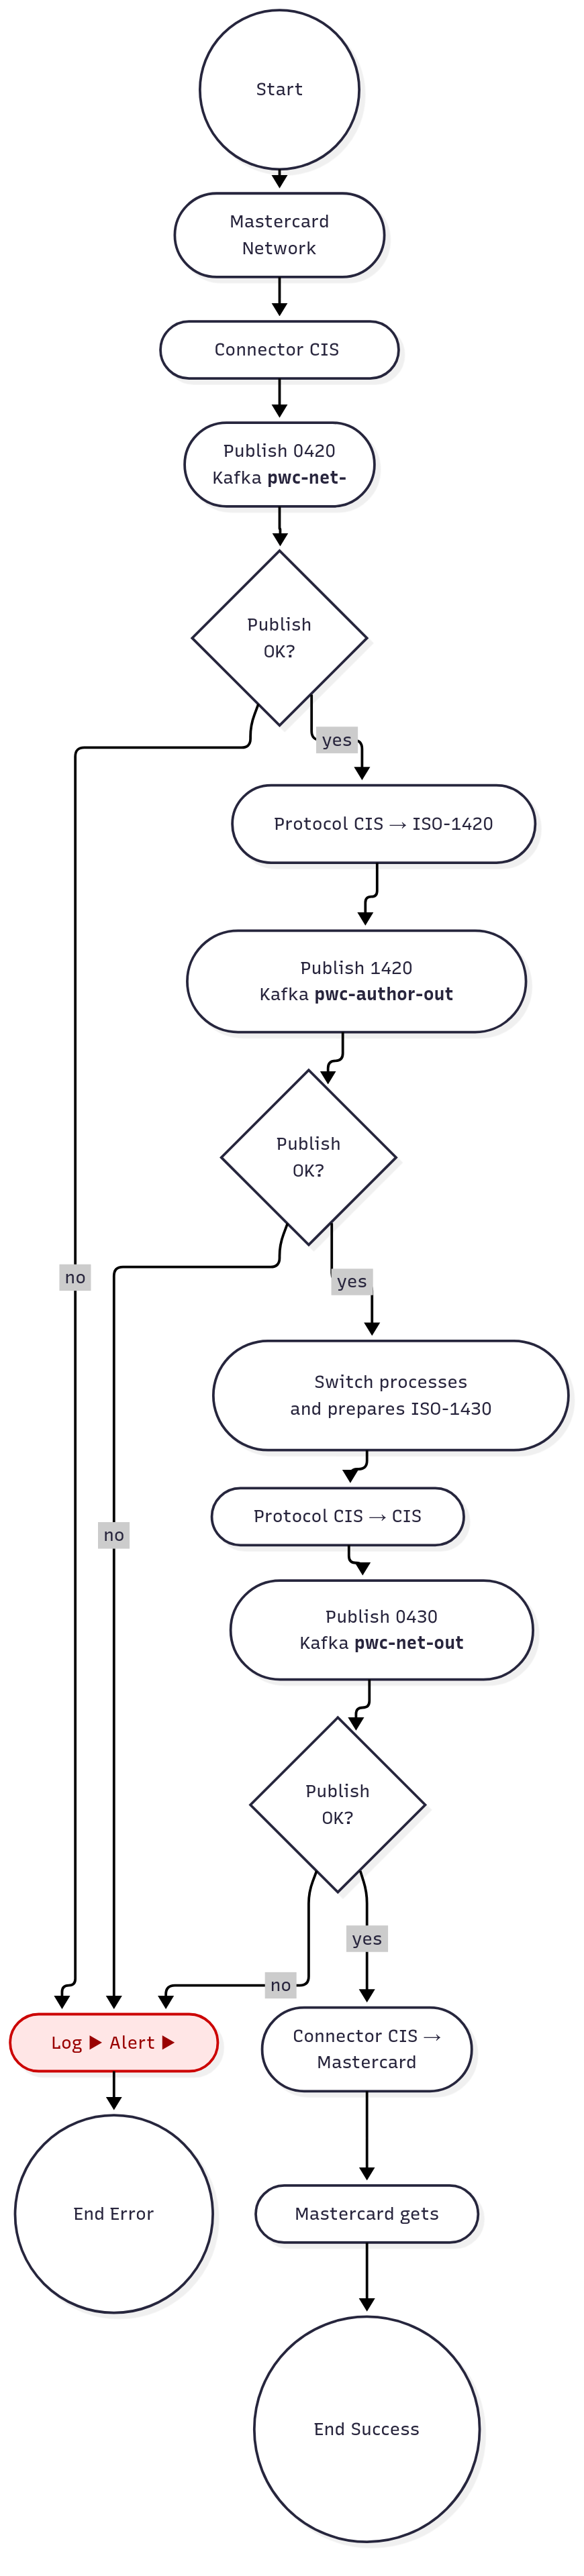 Start
Mastercard
Network
Connector CIS
Publish 0420
Kafka pwc-net-
Publish
OK?
yes
Protocol CIS → ISO-1420
Publish 1420
Kafka pwc-author-out
Publish
OK?
no
yes
Switch processes
and prepares ISO-1430
Protocol CIS → CIS
no
Publish 0430
Kafka pwc-net-out
Publish
OK?
yes
no
Log ▶ Alert ▶
Connector CIS →
Mastercard
End Error
Mastercard gets
End Success